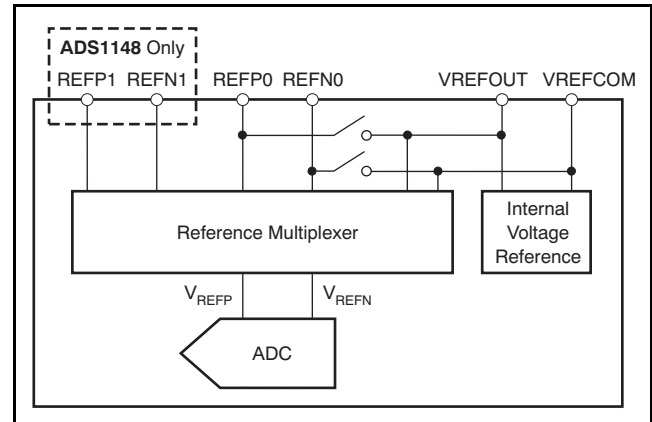 ADS1148 Only
REFP1 REFN1 REFP0 REFN0 VREFOUT VREFCOM
Reference Multiplexer
Internal
Voltage
Reference
VREFP VREFN
ADC